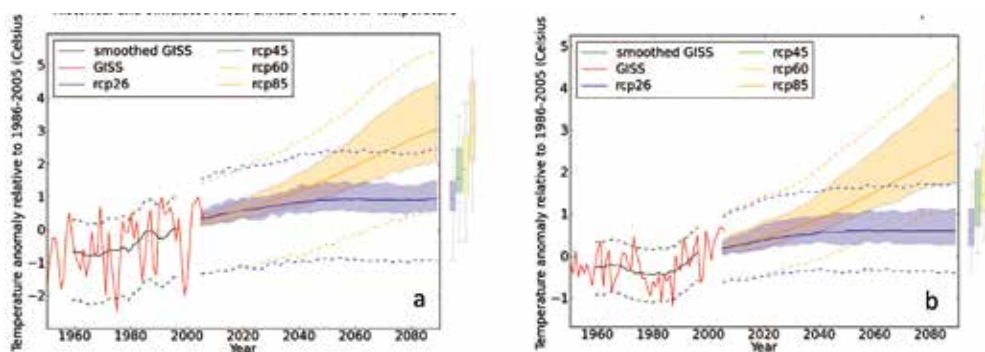 Temperature anomaly relative to 1986-2005 (Celsius
smoothed GISS rcp45
GISS rcp60
rcp26 rcp85
5
4
3
2
1
0
−1
−2
a
1960 1980 2000 2020 2040 2060 2080
Year
Temperature anomaly relative to 1986-2005 (Celsius
5
smoothed GISS rcp45
GISS rcp60
rcp26 rcp85
4
3
2
1
0
−1
b
1960 1980 2000 2020 2040 2060 2080
Year